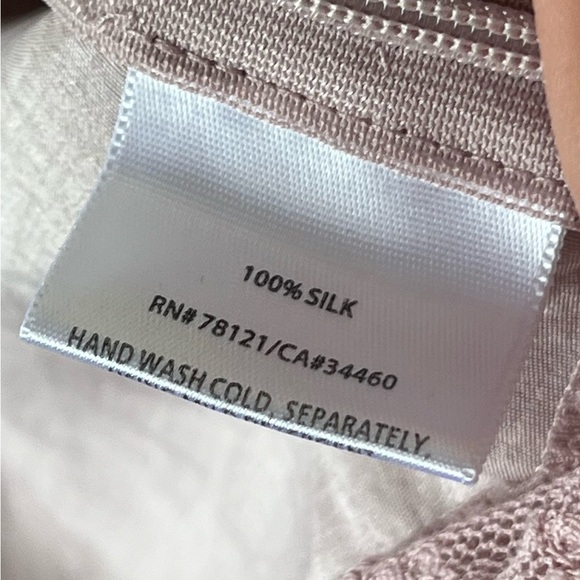 100% SILK
RN# 78121/CA#34460
HAND WASH COLD, SEPARATELY,